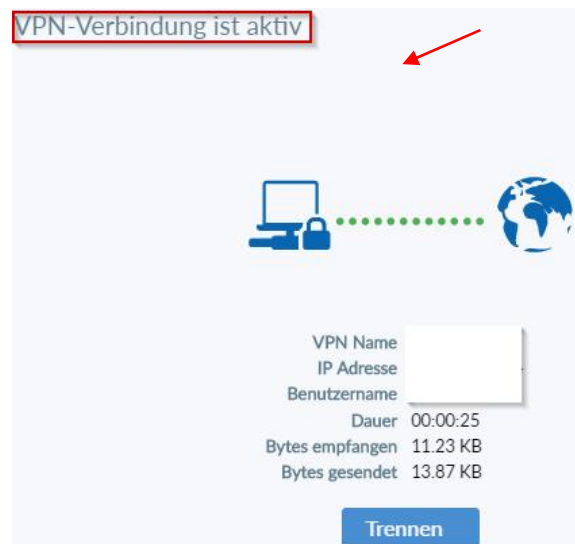 VPN-Verbindung ist aktiv
VPN Name
IP Adresse
Benutzername
Dauer 00:00:25
Bytes empfangen 11.23 KB
Bytes gesendet 13.87 KB
Trennen